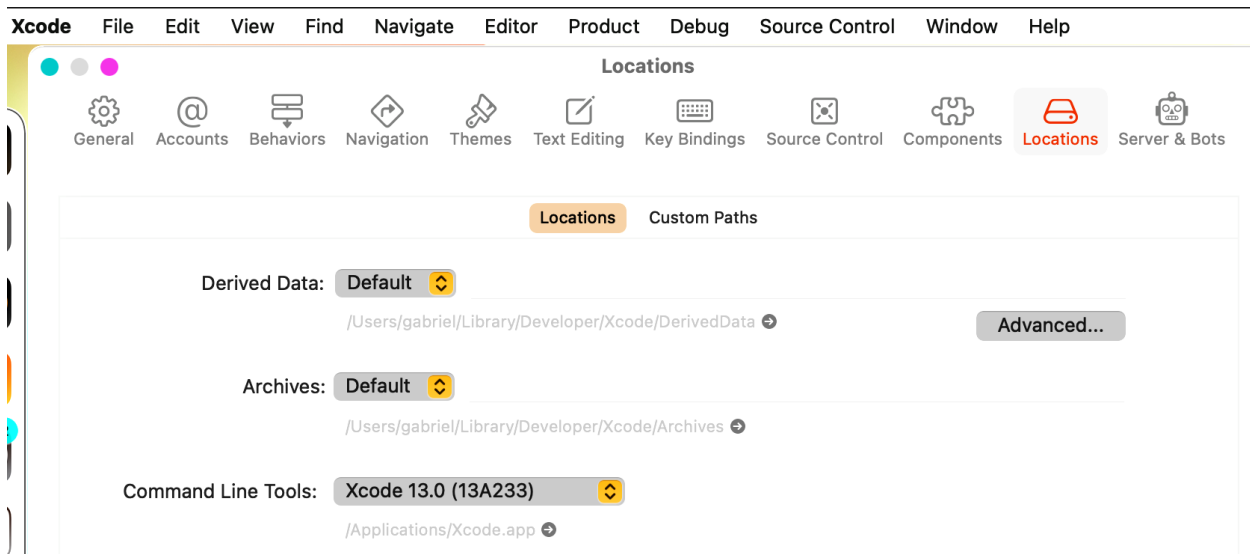 Xcode File Edit View Find Navigate Editor Product Debug Source Control Window Help
Locations
General Accounts Behaviors Navigation Themes Text Editing Key Bindings Source Control Components Locations Server & Bots
Locations Custom Paths
Derived Data: Default
/Users/gabriel/Library/Developer/Xcode/DerivedData
Advanced...
Archives: Default
/Users/gabriel/Library/Developer/Xcode/Archives
Command Line Tools: Xcode 13.0 (13A233)
/Applications/Xcode.app